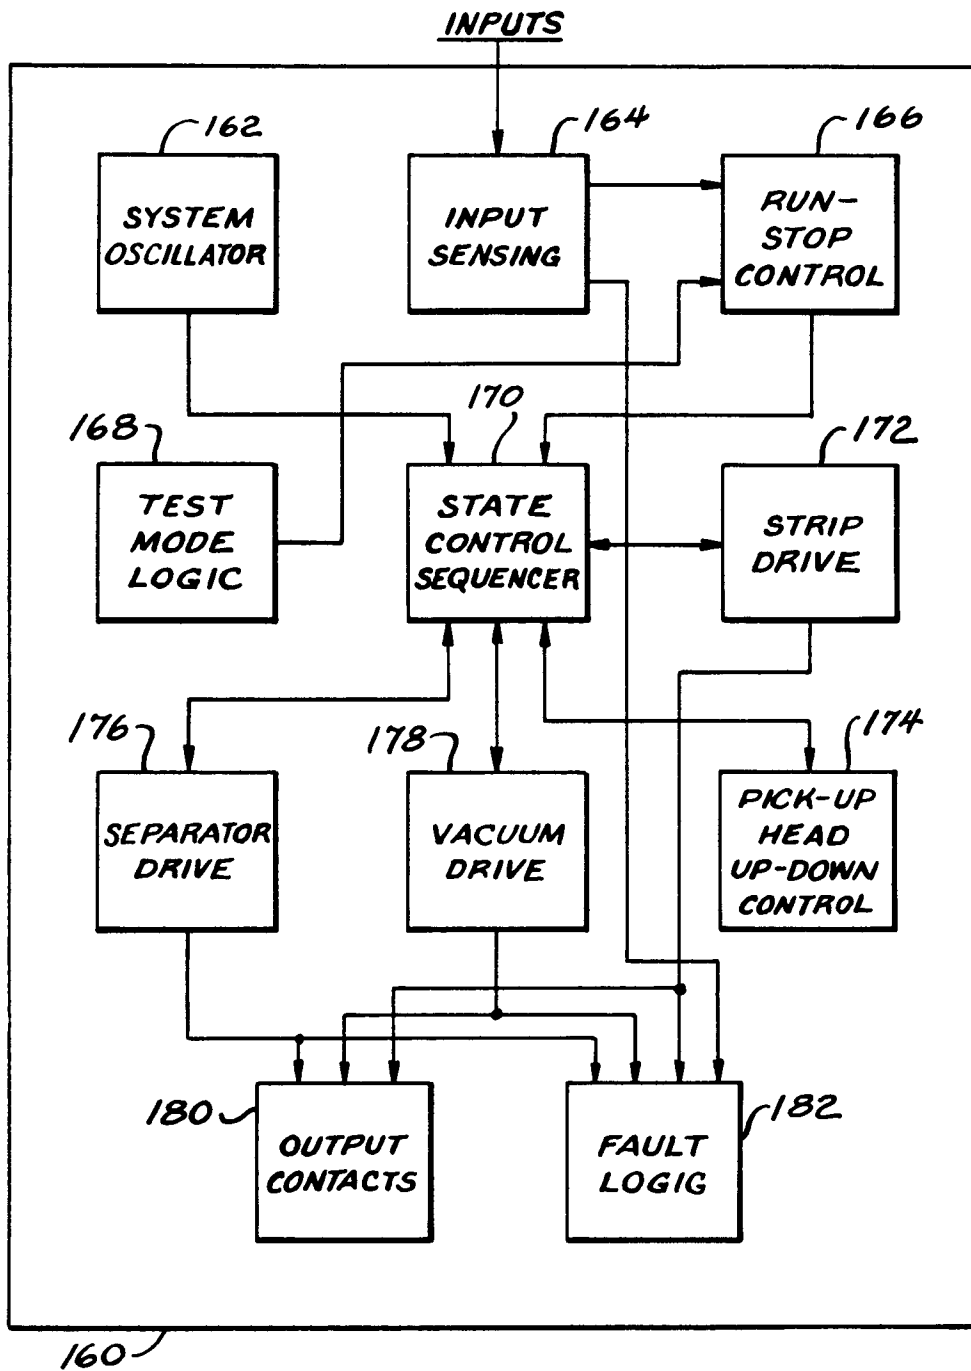 INPUTS
162
164
166
SYSTEM
OSCILLATOR
INPUT
SENSING
RUN-
STOP
CONTROL
168
170
172
TEST
MODE
LOGIC
STATE
CONTROL
SEQUENCER
STRIP
DRIVE
176
178
174
SEPARATOR
DRIVE
VACUUM
DRIVE
PICK-UP
HEAD
UP-DOWN
CONTROL
180
182
OUTPUT
CONTACTS
FAULT
LOGIG
160